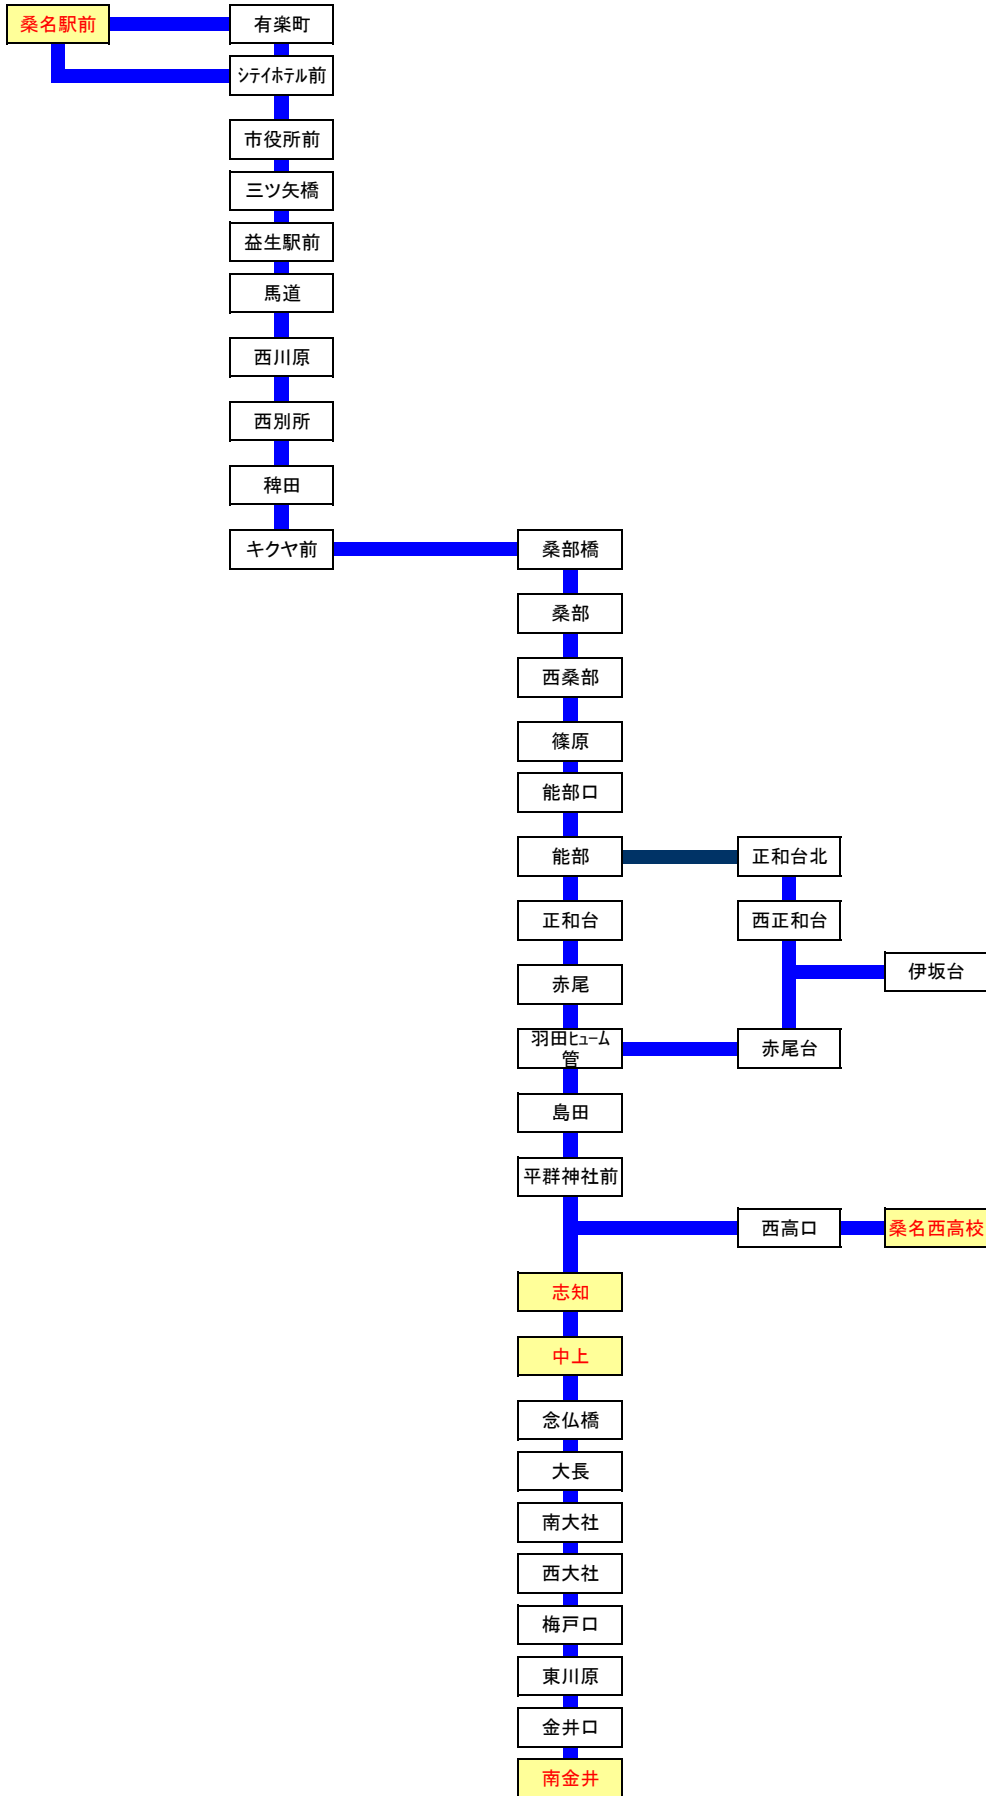 桑名駅前
有楽町
ｼﾃｲﾎﾃﾙ前
市役所前
三ツ矢橋
益生駅前
馬道
西川原
西別所
稗田
キクヤ前
桑部橋
桑部
西桑部
篠原
能部口
能部
正和台北
正和台
西正和台
赤尾
伊坂台
羽田ﾋｭｰﾑ
管
赤尾台
島田
平群神社前
西高口
桑名西高校
志知
中上
念仏橋
大長
南大社
西大社
梅戸口
東川原
金井口
南金井